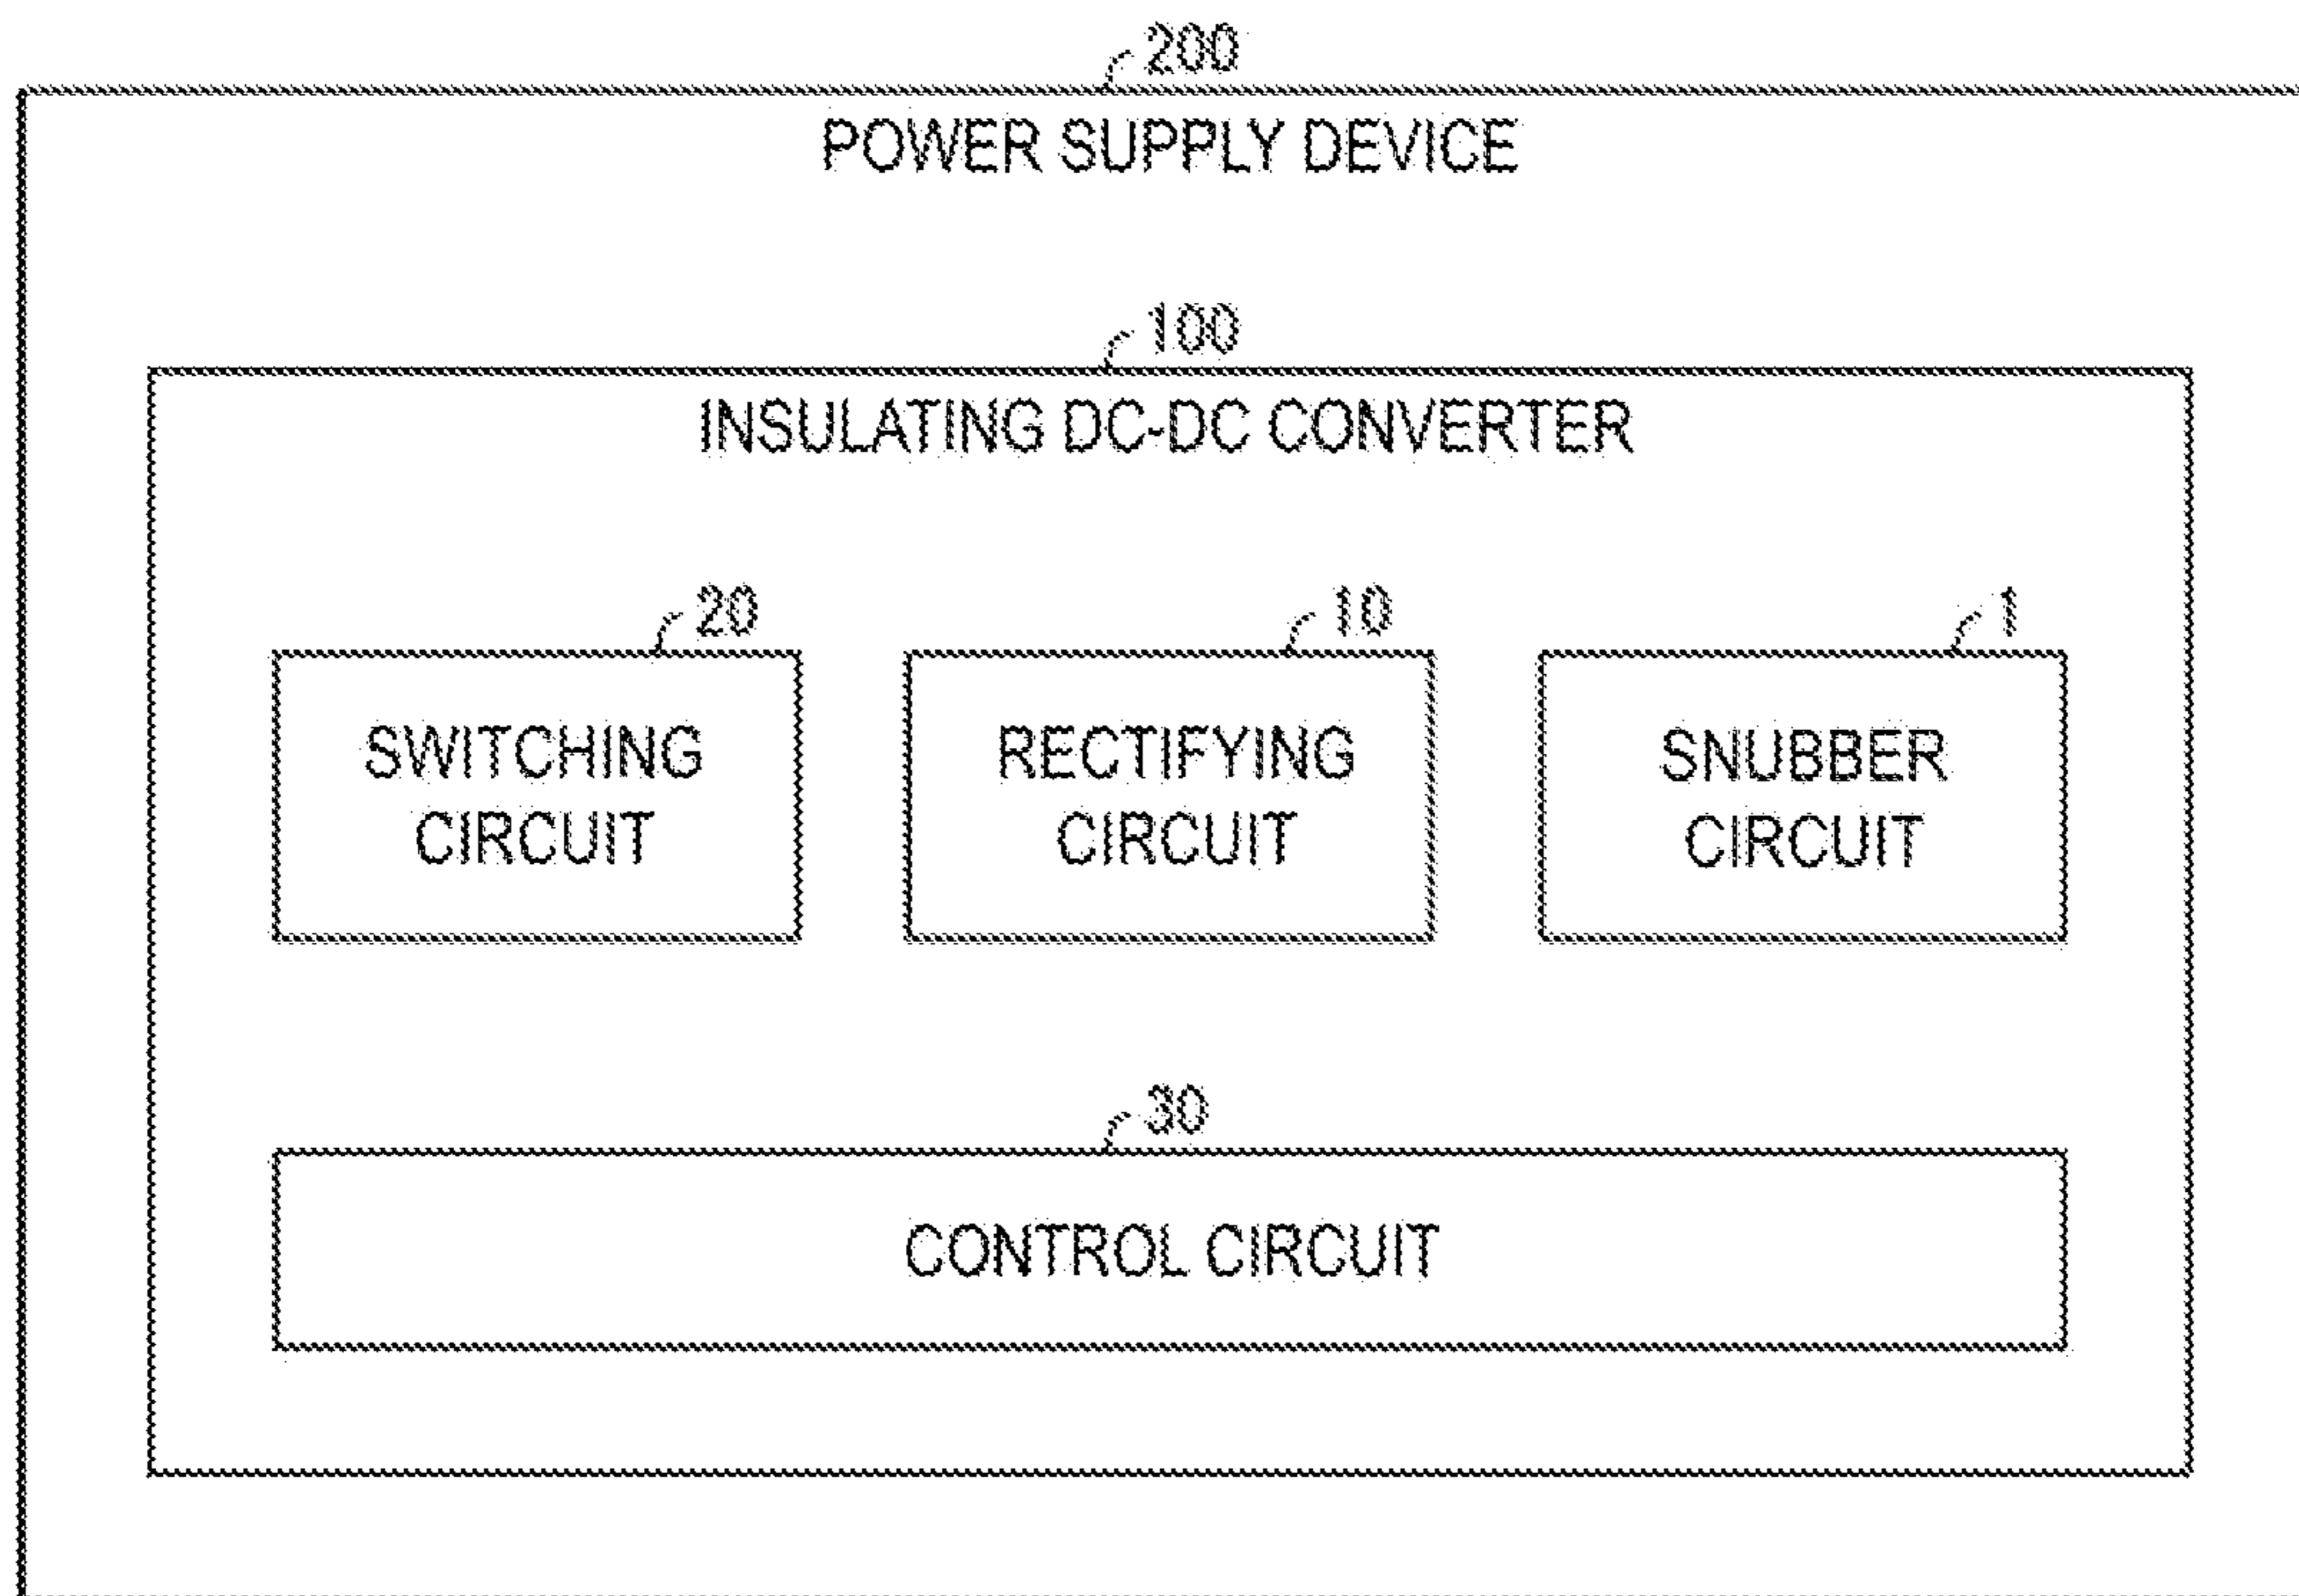 200
POWER SUPPLY DEVICE
100
INSULATING DC-DC CONVERTER
20
10
1
SWITCHING
CIRCUIT
RECTIFYING
CIRCUIT
SNUBBER
CIRCUIT
30
CONTROL CIRCUIT